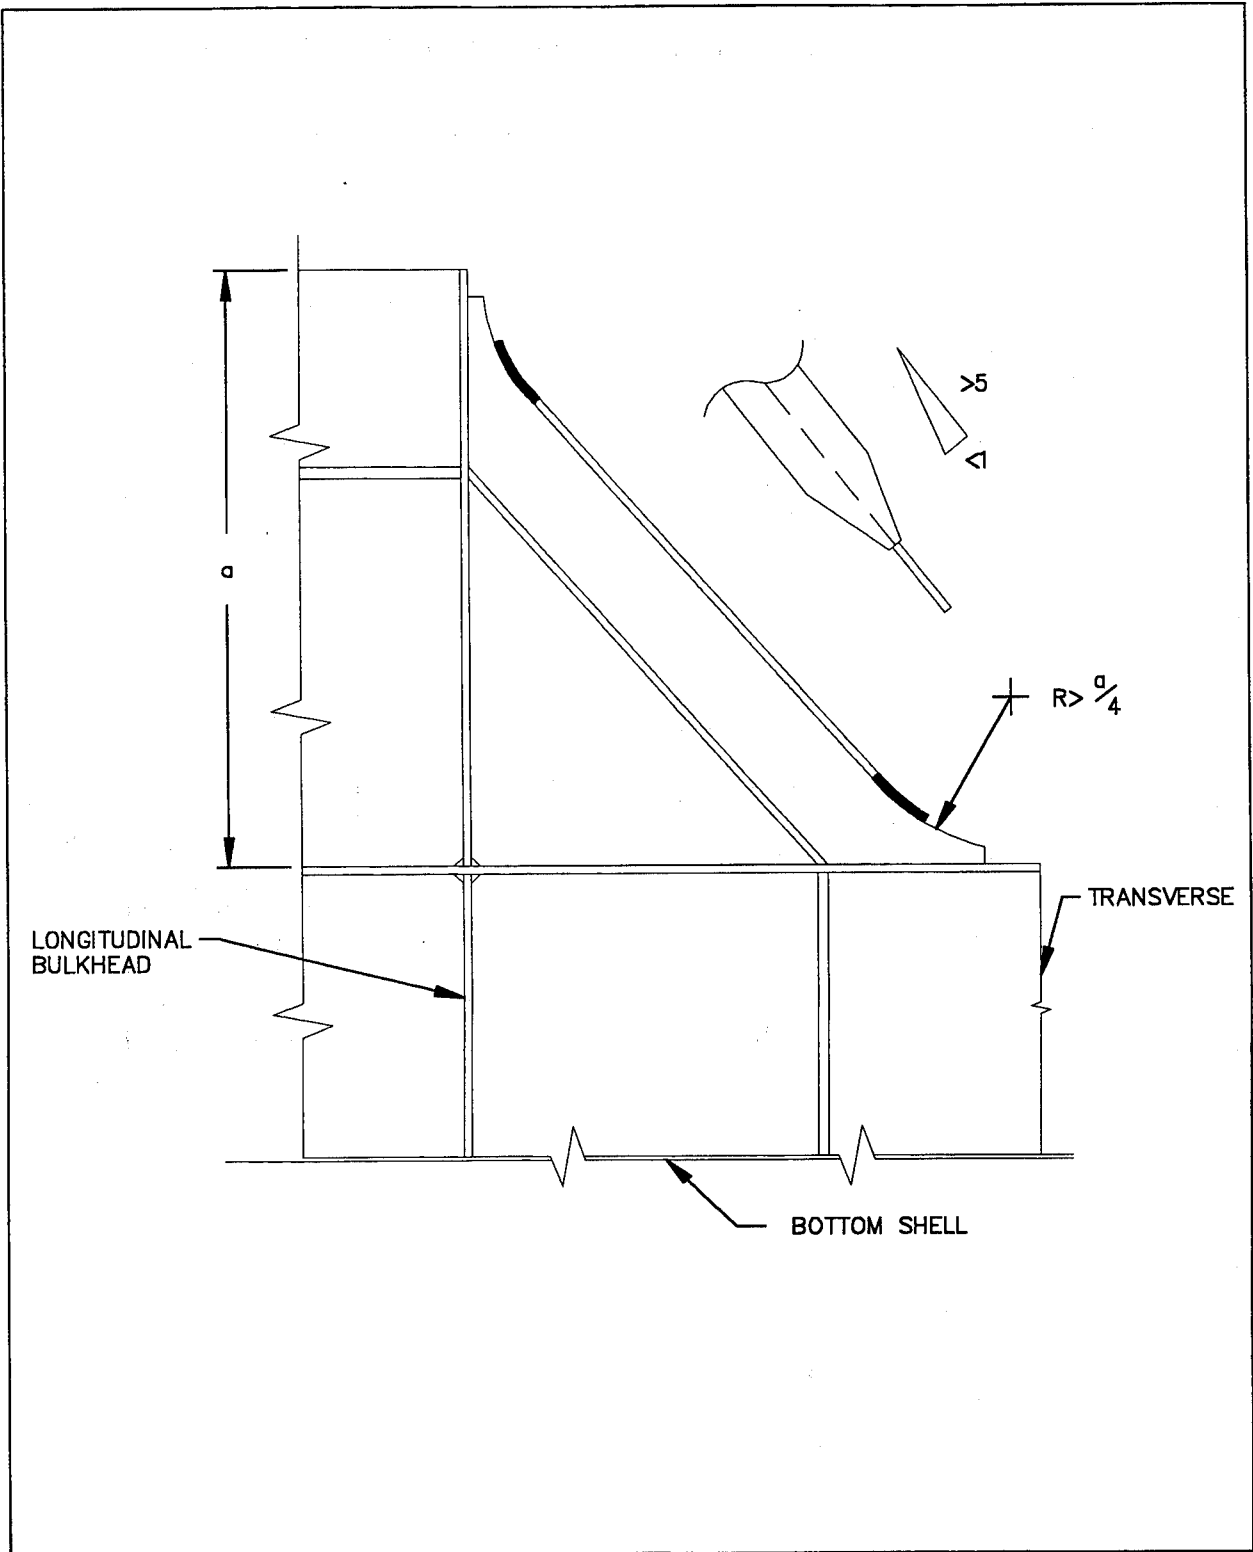 >5
<1
a
R> a/4
TRANSVERSE
LONGITUDINAL
BULKHEAD
BOTTOM SHELL